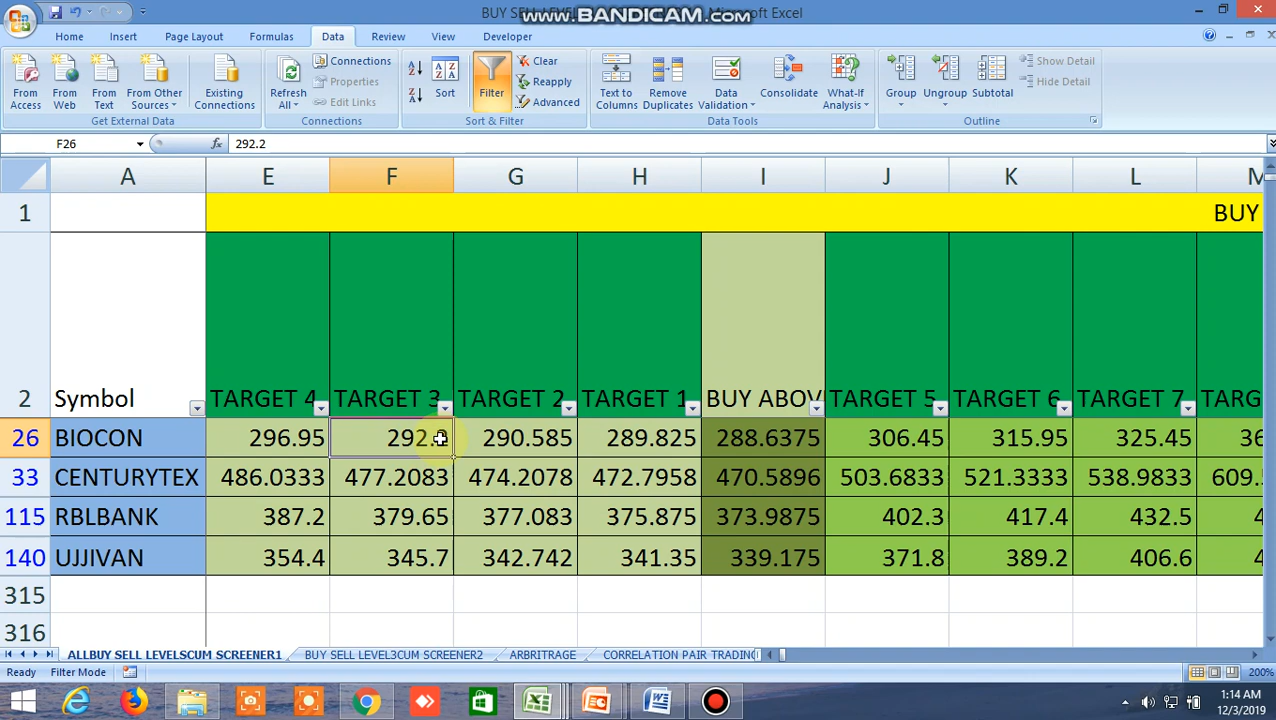 BUY SELL
www.BANDICAM.com
Microsoft Excel
Home Insert Page Layout Formulas Data Review View Developer
From Access
From Web
From Text
From Other Sources
Existing Connections
Get External Data
Refresh All
Connections
Properties
Edit Links
Connections
Sort
Filter
Clear
Reapply
Advanced
Sort & Filter
Text to Columns
Remove Duplicates
Data Validation
Consolidate
What-If Analysis
Data Tools
Group
Ungroup
Subtotal
Show Detail
Hide Detail
Outline
F26 fx 292.2
A E F G H I J K L M
1 BUY
2 Symbol TARGET 4 TARGET 3 TARGET 2 TARGET 1 BUY ABOV TARGET 5 TARGET 6 TARGET 7 TARG
26 BIOCON 296.95 292.2 290.585 289.825 288.6375 306.45 315.95 325.45 36
33 CENTURYTEX 486.0333 477.2083 474.2078 472.7958 470.5896 503.6833 521.3333 538.9833 609.
115 RBLBANK 387.2 379.65 377.083 375.875 373.9875 402.3 417.4 432.5 4
140 UJJIVAN 354.4 345.7 342.742 341.35 339.175 371.8 389.2 406.6 4
315
316
ALLBUY SELL LEVELSCUM SCREENER1 BUY SELL LEVEL3CUM SCREENER2 ARBITRAGE CORRELATION PAIR TRADING
Ready Filter Mode 200%
1:14 AM
12/3/2019